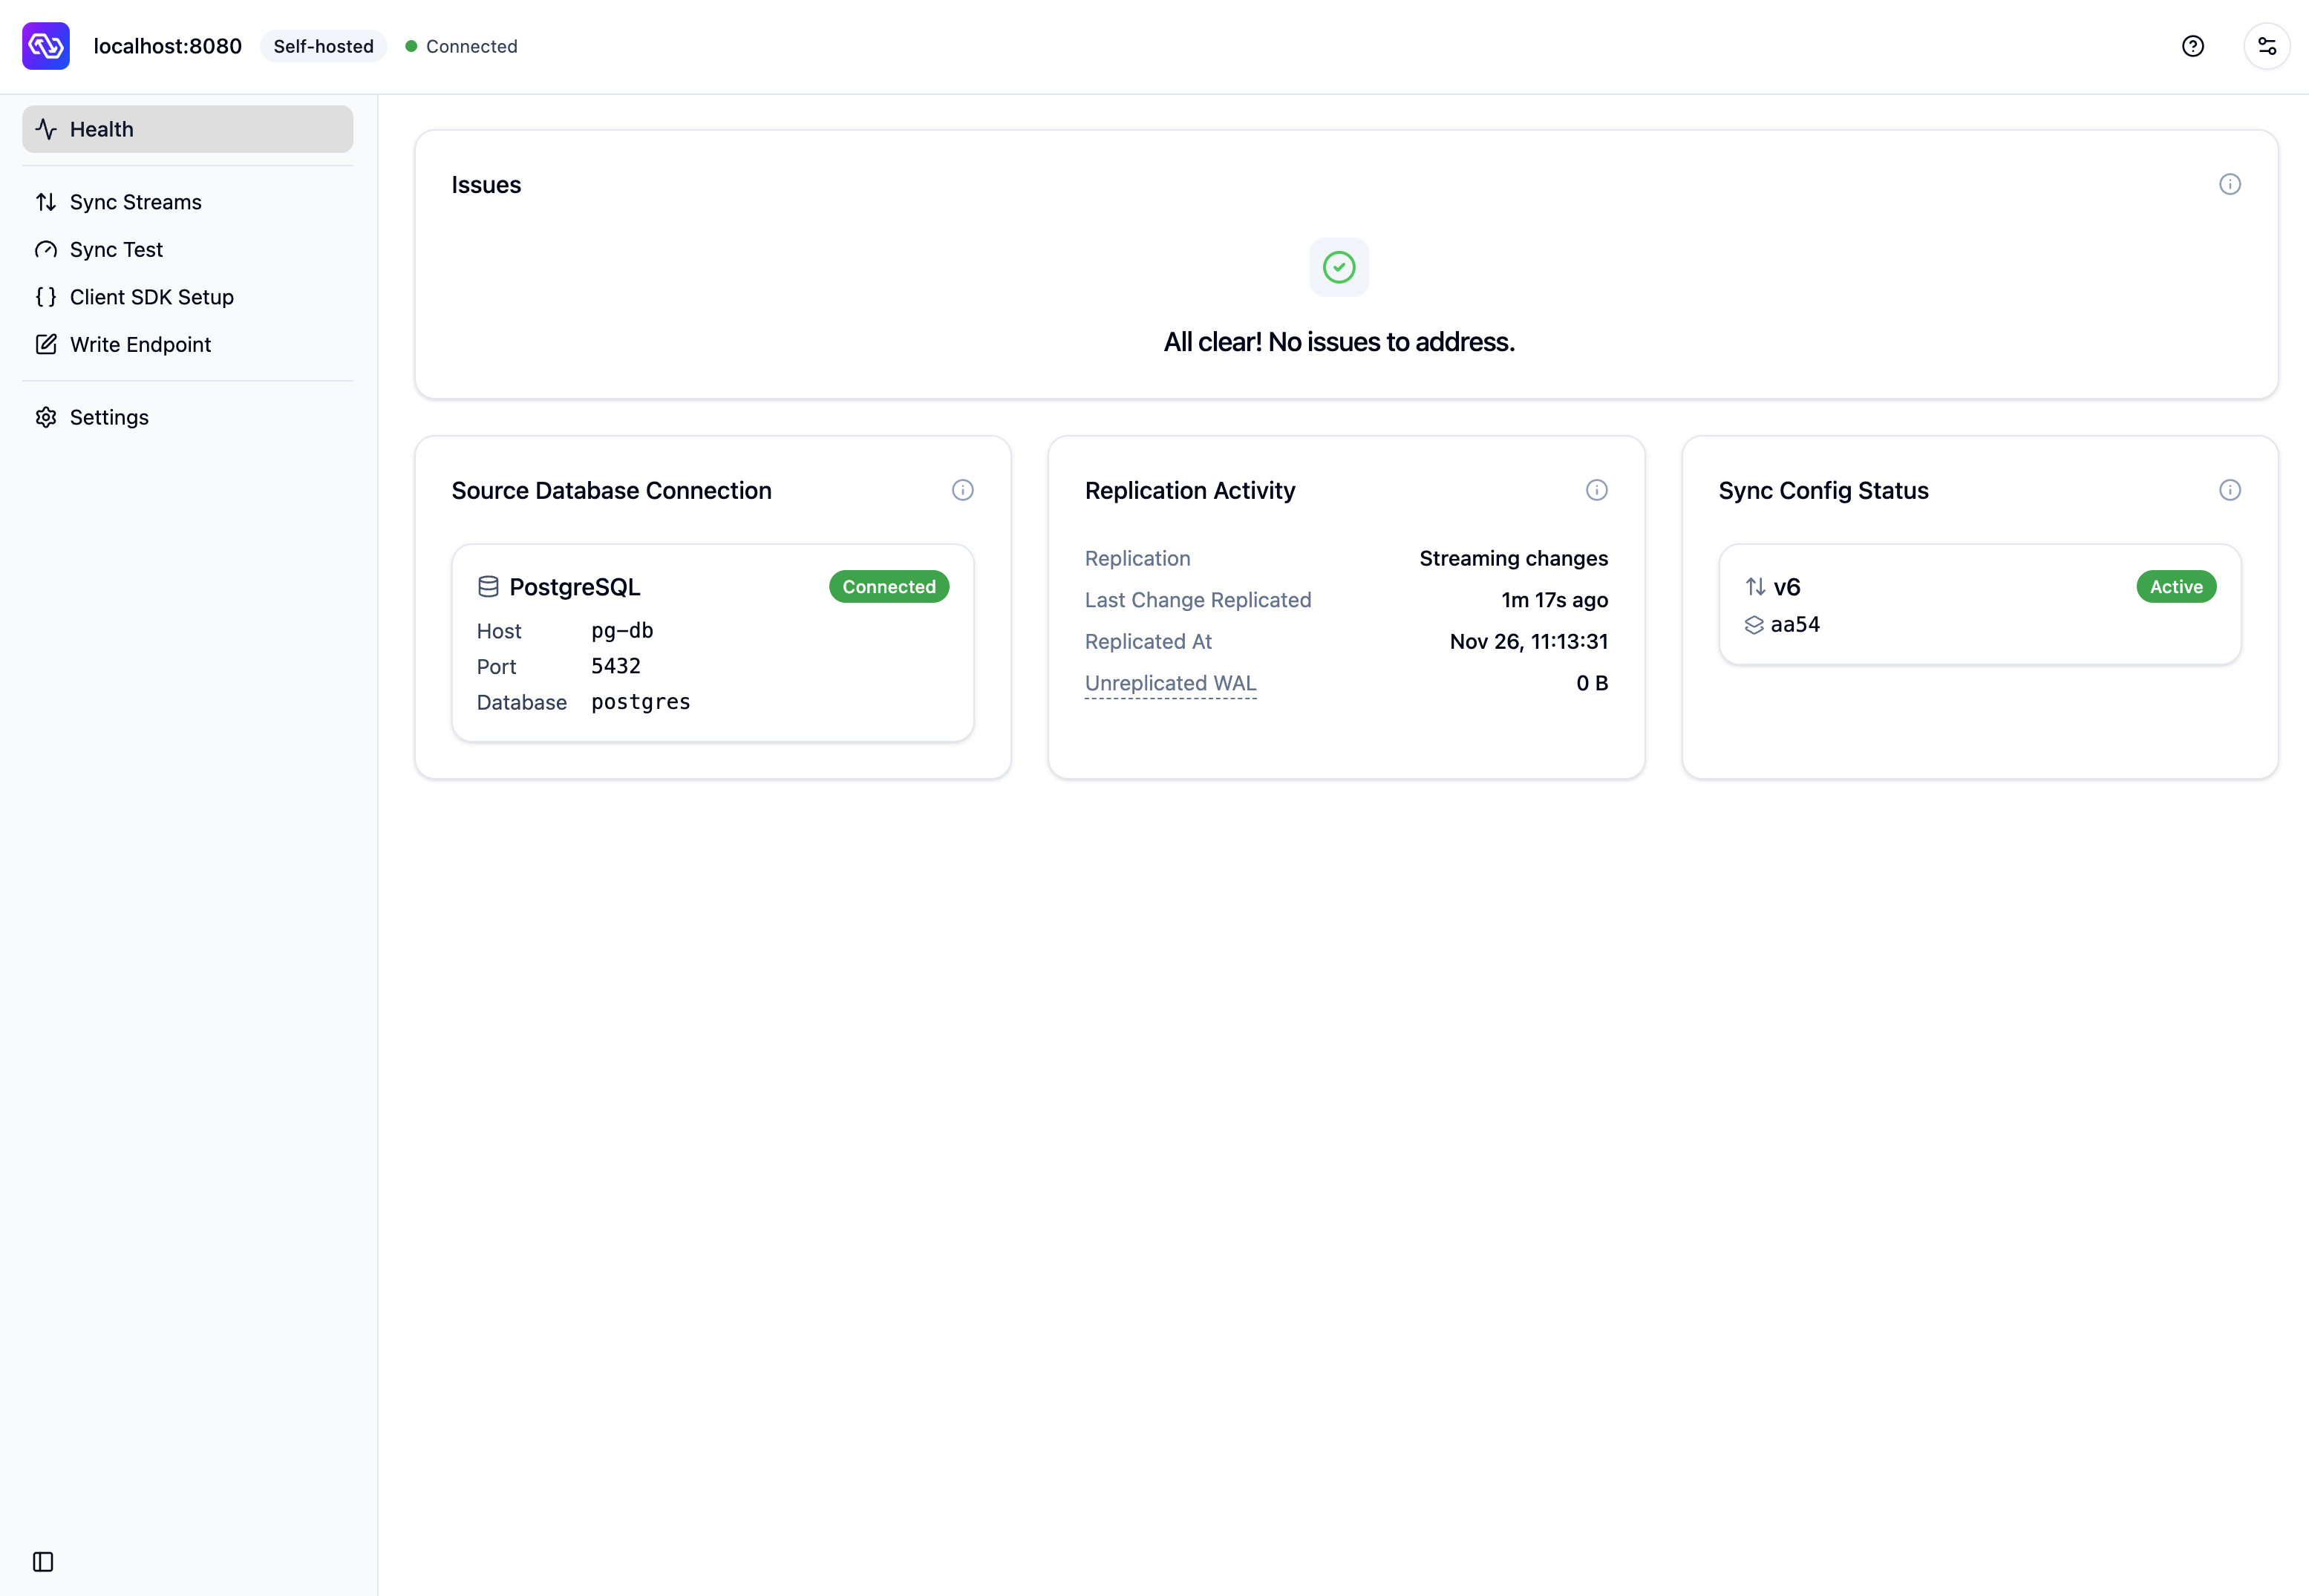 localhost:8080 Self-hosted Connected
Health
Sync Streams
Sync Test
Client SDK Setup
Write Endpoint
Settings
Issues
All clear! No issues to address.
Source Database Connection
PostgreSQL Connected
Host pg-db
Port 5432
Database postgres
Replication Activity
Replication Streaming changes
Last Change Replicated 1m 17s ago
Replicated At Nov 26, 11:13:31
Unreplicated WAL 0 B
Sync Config Status
v6 Active
aa54